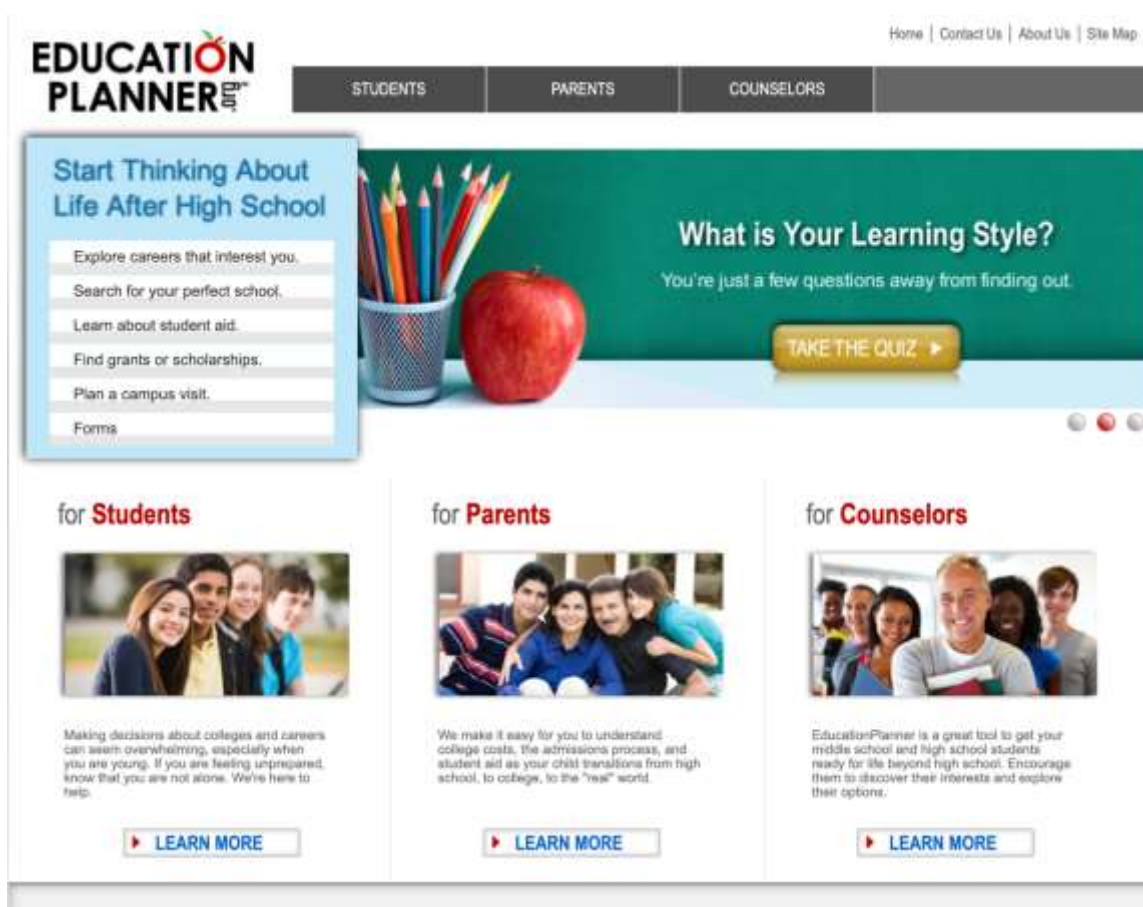 Home | Contact Us | About Us | Site Map
EDUCATION
PLANNER.org™
STUDENTS
PARENTS
COUNSELORS
Start Thinking About
Life After High School
Explore careers that interest you.
Search for your perfect school.
Learn about student aid.
Find grants or scholarships.
Plan a campus visit.
Forms
What is Your Learning Style?
You're just a few questions away from finding out.
TAKE THE QUIZ
for Students
Making decisions about colleges and careers
can seem overwhelming, especially when
you are young. If you are feeling unprepared,
know that you are not alone. We're here to
help.
LEARN MORE
for Parents
We make it easy for you to understand
college costs, the admissions process, and
student aid as your child transitions from high
school, to college, to the "real" world.
LEARN MORE
for Counselors
EducationPlanner is a great tool to get your
middle school and high school students
ready for life beyond high school. Encourage
them to discover their interests and explore
their options.
LEARN MORE